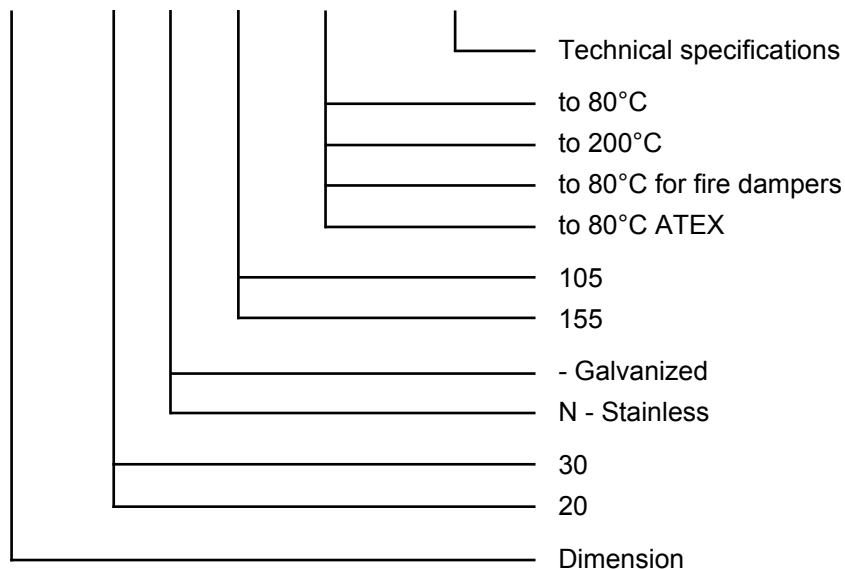 Technical specifications
to 80°C
to 200°C
to 80°C for fire dampers
to 80°C ATEX
105
155
- Galvanized
N - Stainless
30
20
Dimension